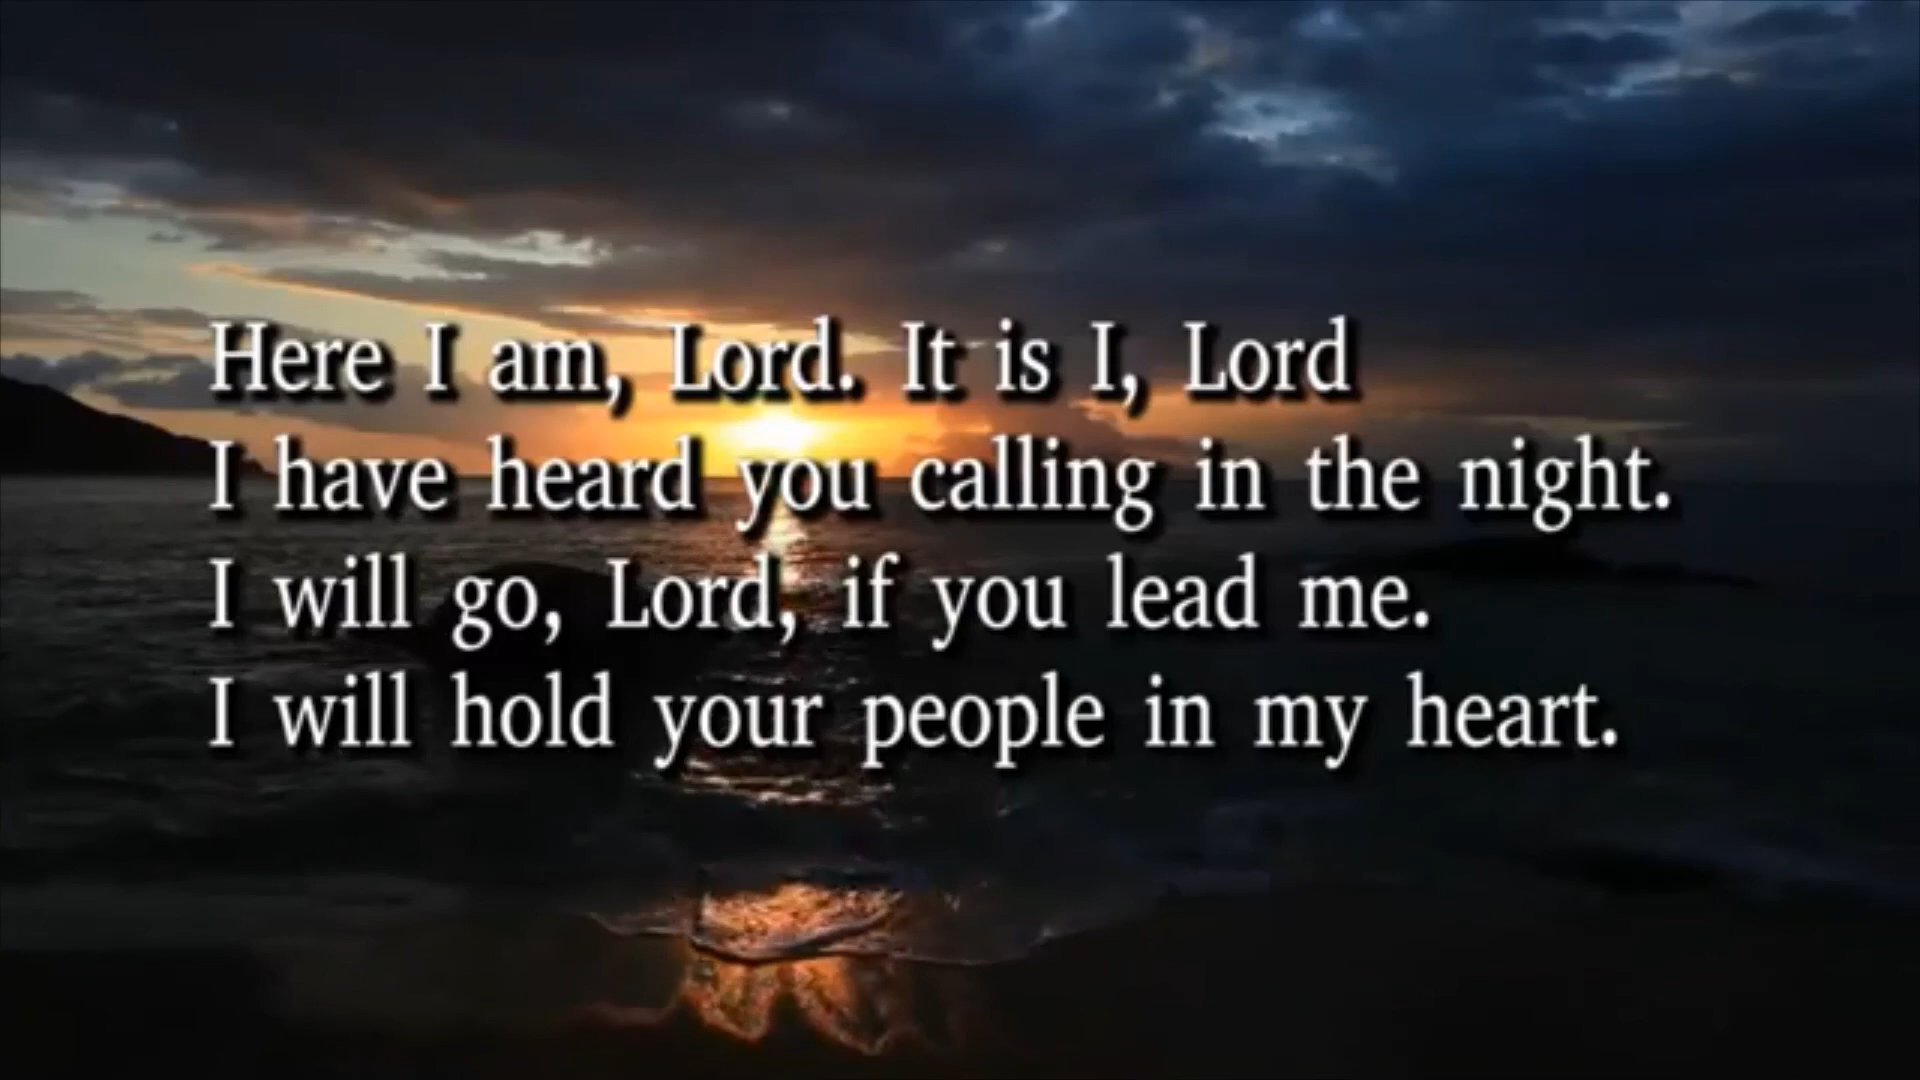 Here I am, Lord. It is I, Lord
I have heard you calling in the night.
I will go, Lord, if you lead me.
I will hold your people in my heart.